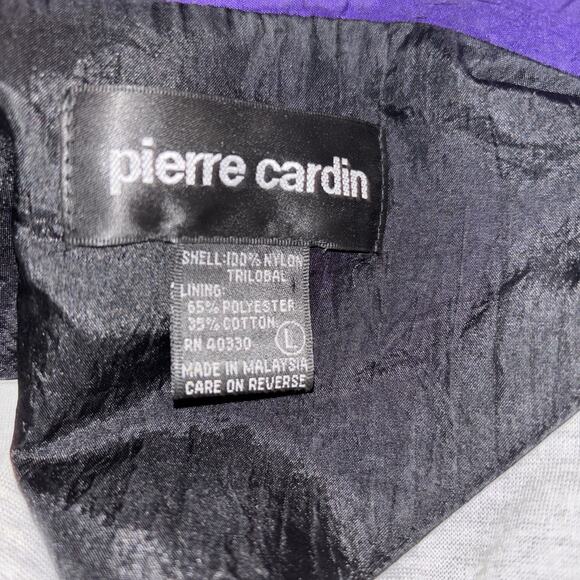 pierre cardin
SHELL:100% NYLON
TRILOBAL
LINING:
65% POLYESTER
35% COTTON
RN 40330 L
MADE IN MALAYSIA
CARE ON REVERSE